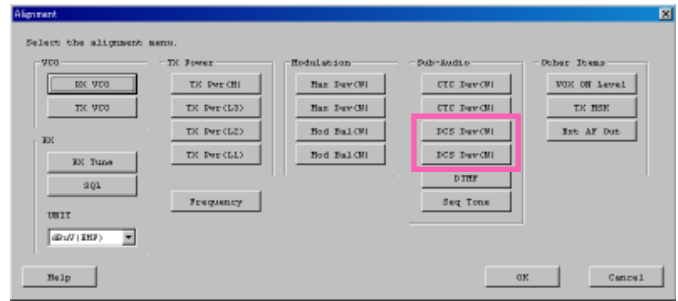 Alignment
Select the alignment menu.
VCO
RX VCO
TX VCO
RX
RX Tune
SQL
UNIT
dBuV(EMF)
TX Power
TX Pwr(H)
TX Pwr(L3)
TX Pwr(L2)
TX Pwr(L1)
Frequency
Modulation
Max Dev(W)
Max Dev(N)
Mod Bal(W)
Mod Bal(N)
Sub-Audio
CTC Dev(W)
CTC Dev(N)
DCS Dev(W)
DCS Dev(N)
DTMF
Seq Tone
Other Items
VOX ON Level
TX MSK
Ext AF Out
Help
OK
Cancel